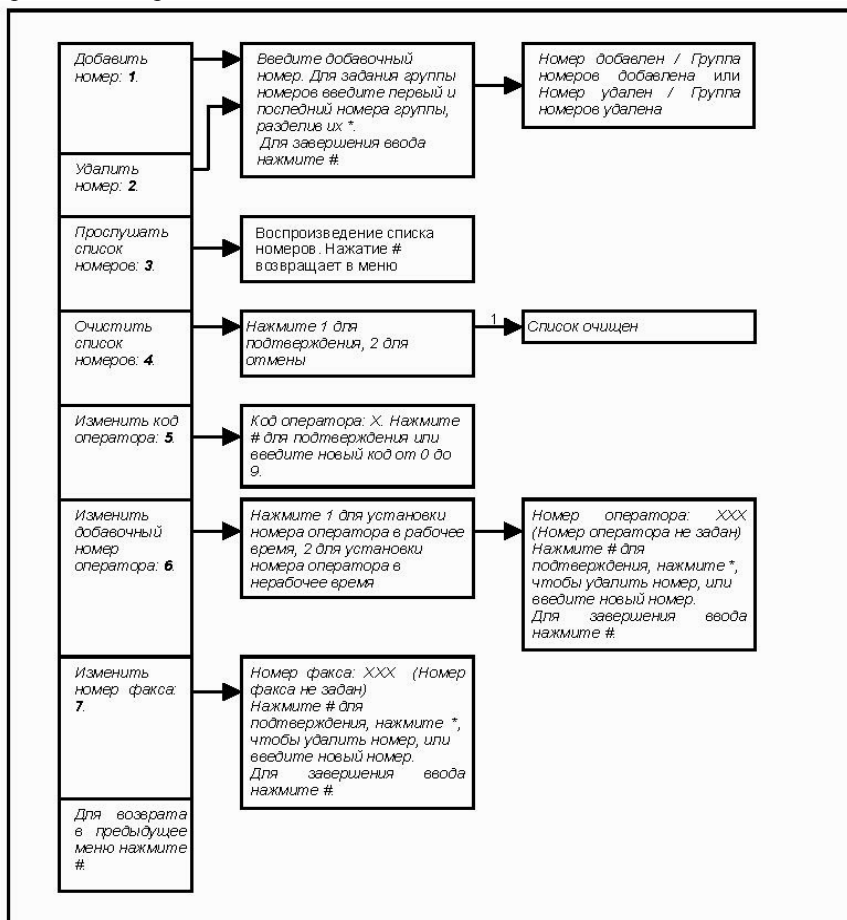 Добавить
номер: 1.
Введите добавочный
номер. Для задания группы
номеров введите первый и
последний номера группы,
разделив их *.
Для завершения ввода
нажмите #.
Номер добавлен / Группа
номеров добавлена или
Номер удален / Группа
номеров удалена
Удалить
номер: 2.
Прослушать
список
номеров: 3.
Воспроизведение списка
номеров. Нажатие #
возвращает в меню
Очистить
список
номеров: 4.
Нажмите 1 для
подтверждения, 2 для
отмены
1
Список очищен
Изменить код
оператора: 5.
Код оператора: X. Нажмите
# для подтверждения или
введите новый код от 0 до
9.
Изменить
добавочный
номер
оператора: 6.
Нажмите 1 для установки
номера оператора в рабочее
время, 2 для установки
номера оператора в
нерабочее время
Номер оператора: XXX
(Номер оператора не задан)
Нажмите # для
подтверждения, нажмите *,
чтобы удалить номер, или
введите новый номер.
Для завершения ввода
нажмите #.
Изменить
номер факса:
7.
Номер факса: XXX (Номер
факса не задан)
Нажмите # для
подтверждения, нажмите *,
чтобы удалить номер, или
введите новый номер.
Для завершения ввода
нажмите #.
Для возврата
в предыдущее
меню нажмите
#.